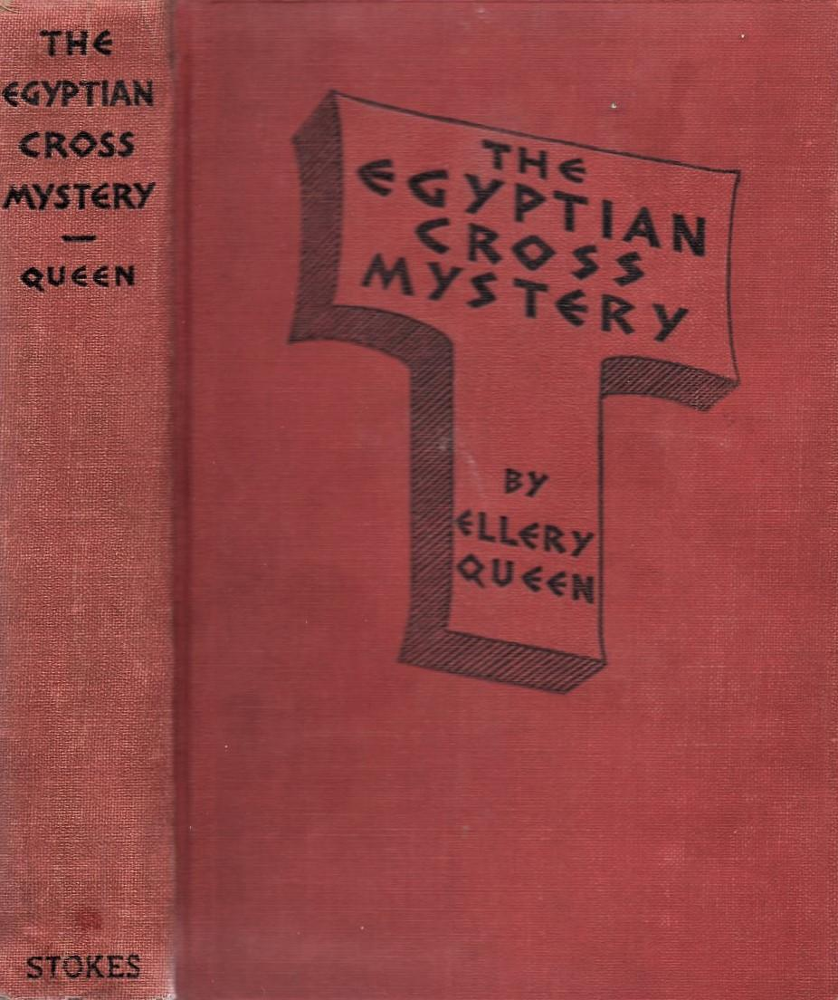 THE
EGYPTIAN
CROSS
MYSTERY
—
QUEEN
STOKES
THE
EGYPTIAN
CROSS
MYSTERY
BY
ELLERY
QUEEN